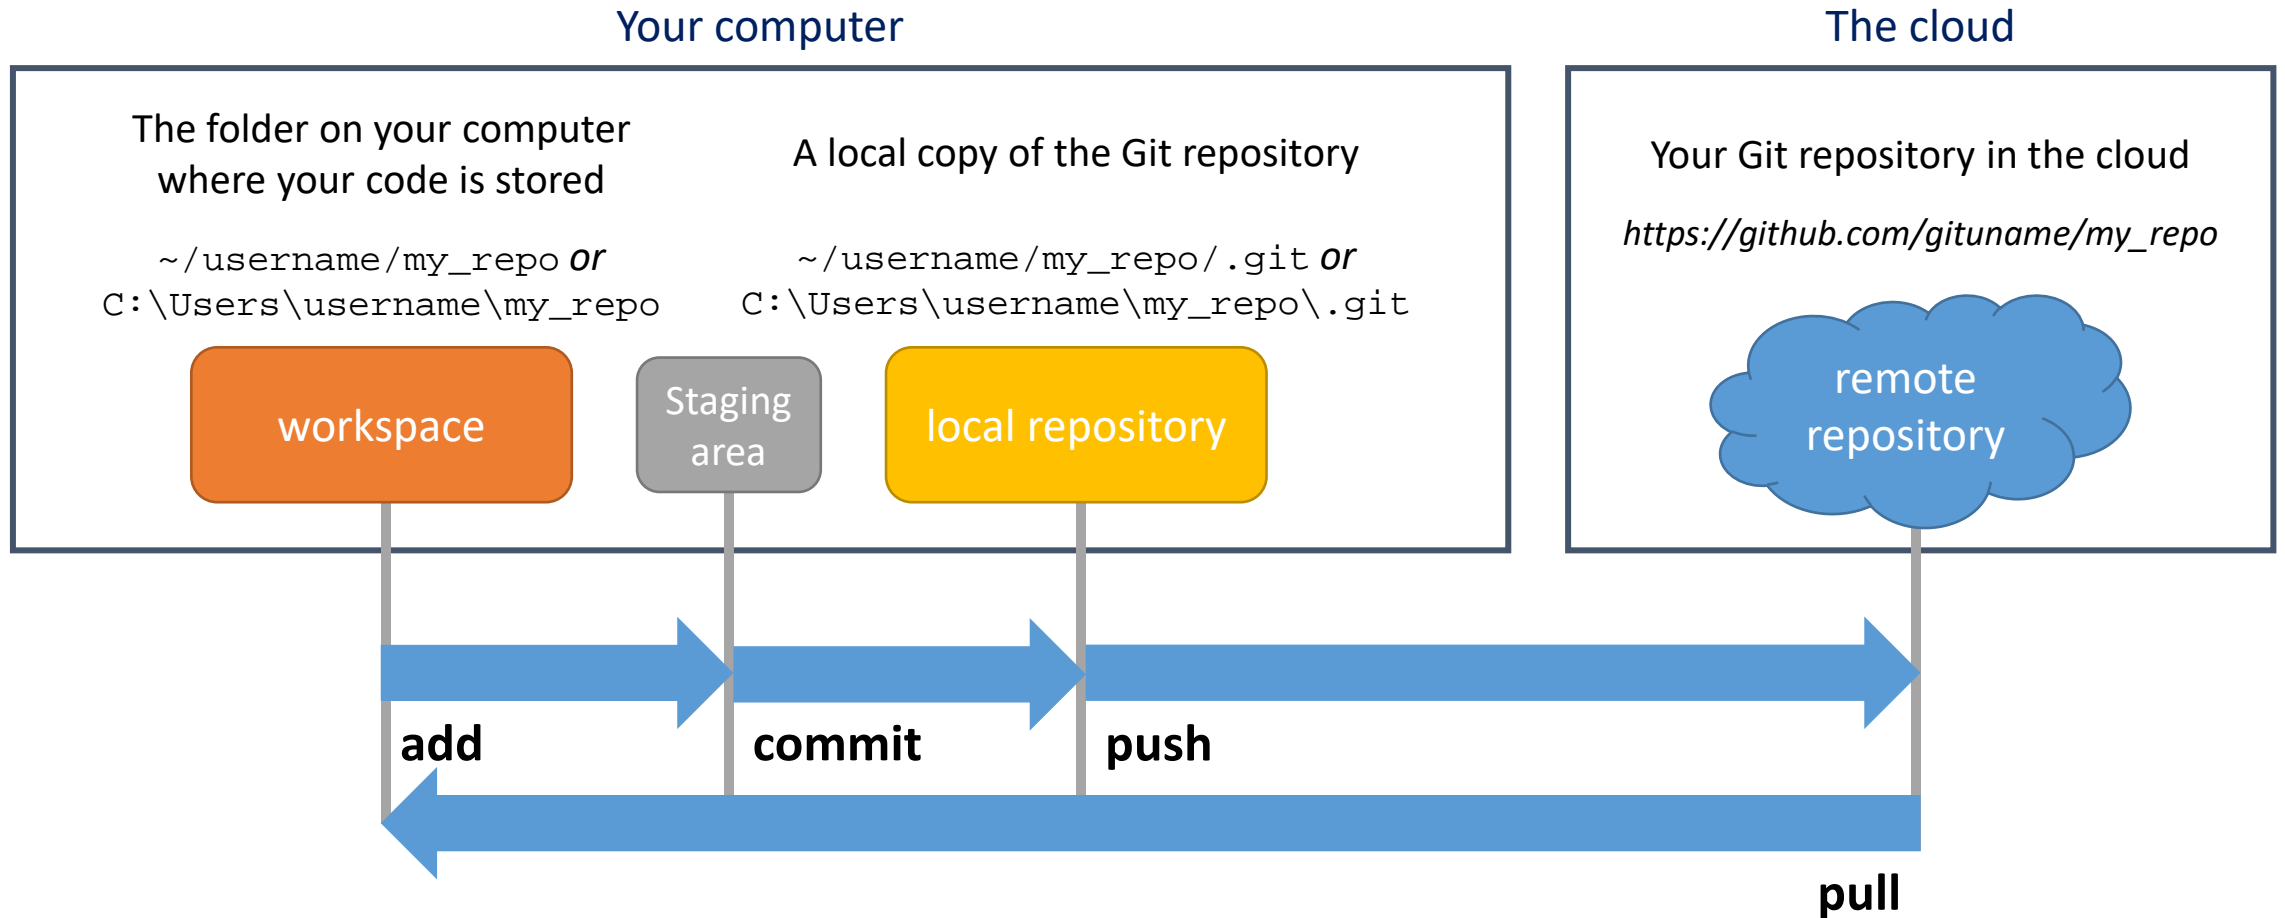 Your computer
The cloud
The folder on your computer
where your code is stored
~/username/my_repo or
C:\Users\username\my_repo
A local copy of the Git repository
~/username/my_repo/.git or
C:\Users\username\my_repo\.git
Your Git repository in the cloud
https://github.com/gituname/my_repo
workspace
Staging
area
local repository
remote
repository
add
commit
push
pull